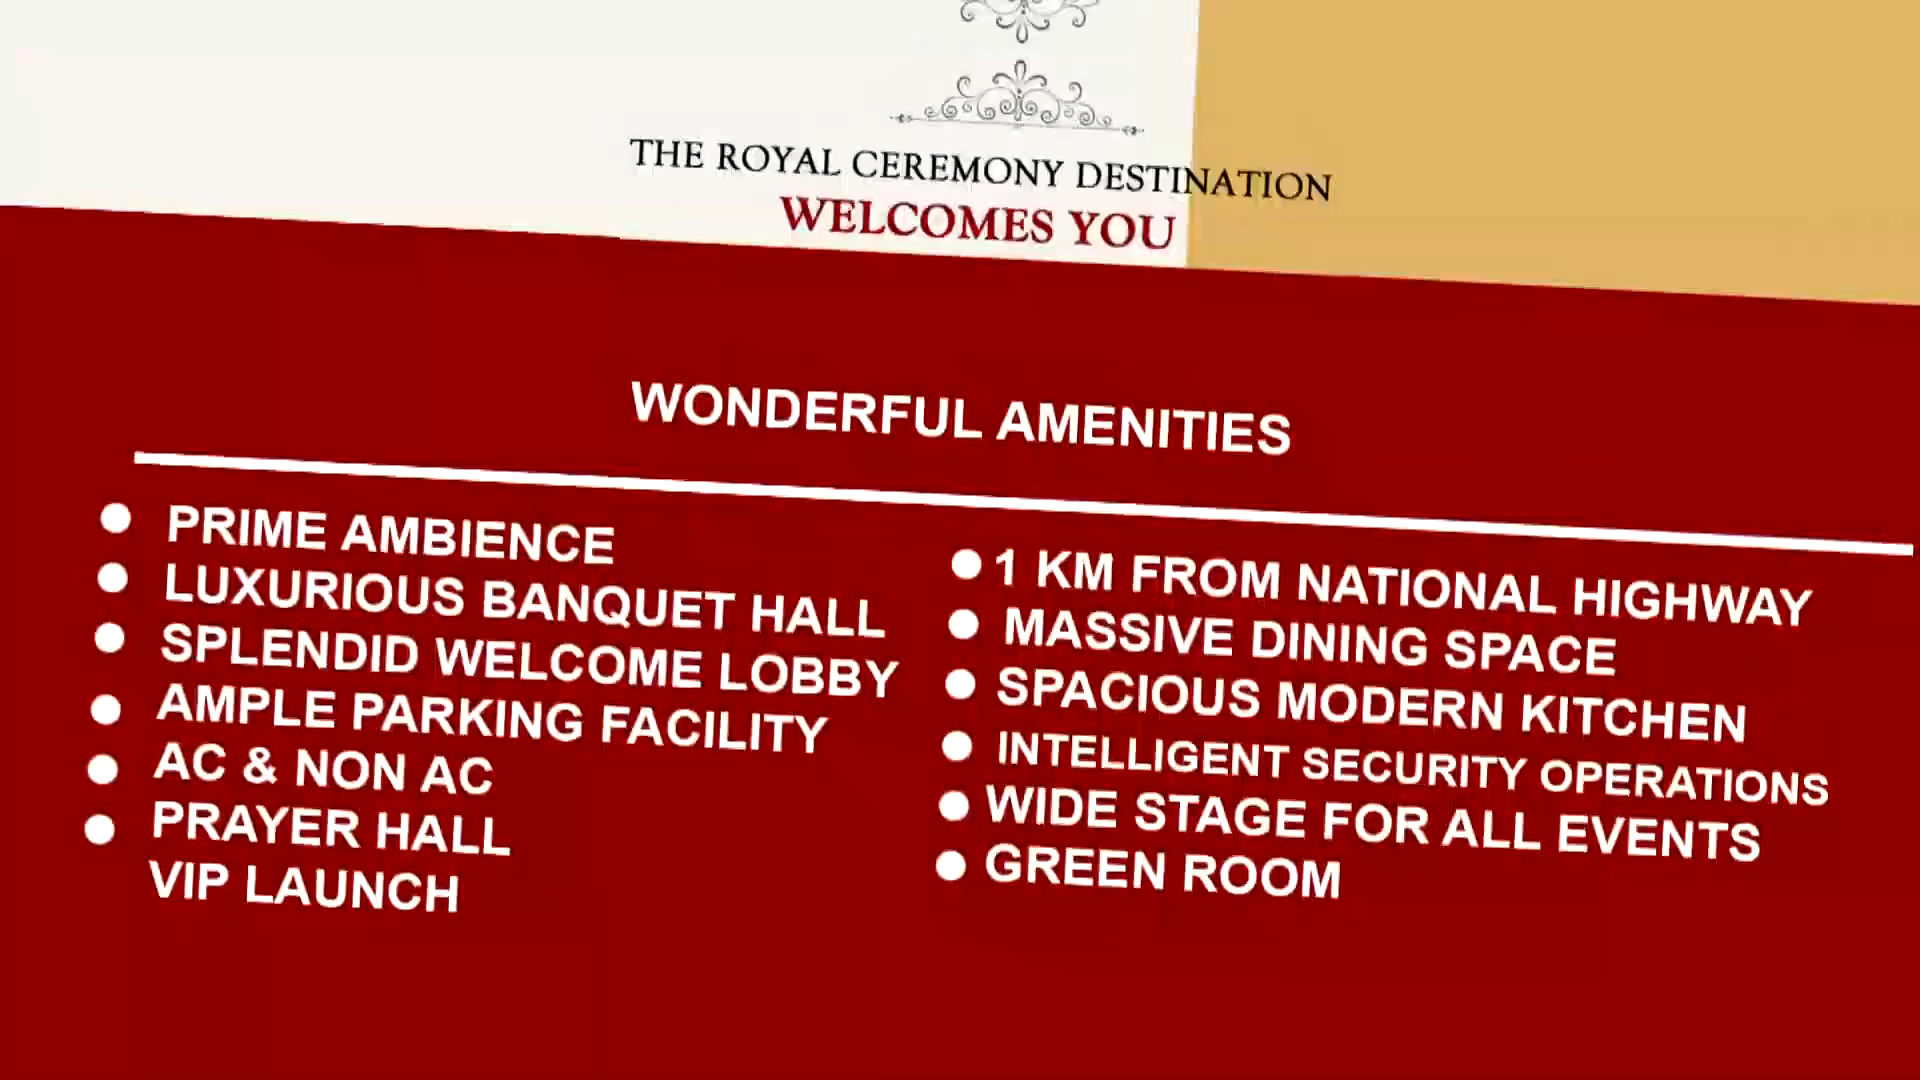 THE ROYAL CEREMONY DESTINATION
WELCOMES YOU
WONDERFUL AMENITIES
PRIME AMBIENCE
LUXURIOUS BANQUET HALL
SPLENDID WELCOME LOBBY
AMPLE PARKING FACILITY
AC & NON AC
PRAYER HALL
VIP LAUNCH
1 KM FROM NATIONAL HIGHWAY
MASSIVE DINING SPACE
SPACIOUS MODERN KITCHEN
INTELLIGENT SECURITY OPERATIONS
WIDE STAGE FOR ALL EVENTS
GREEN ROOM